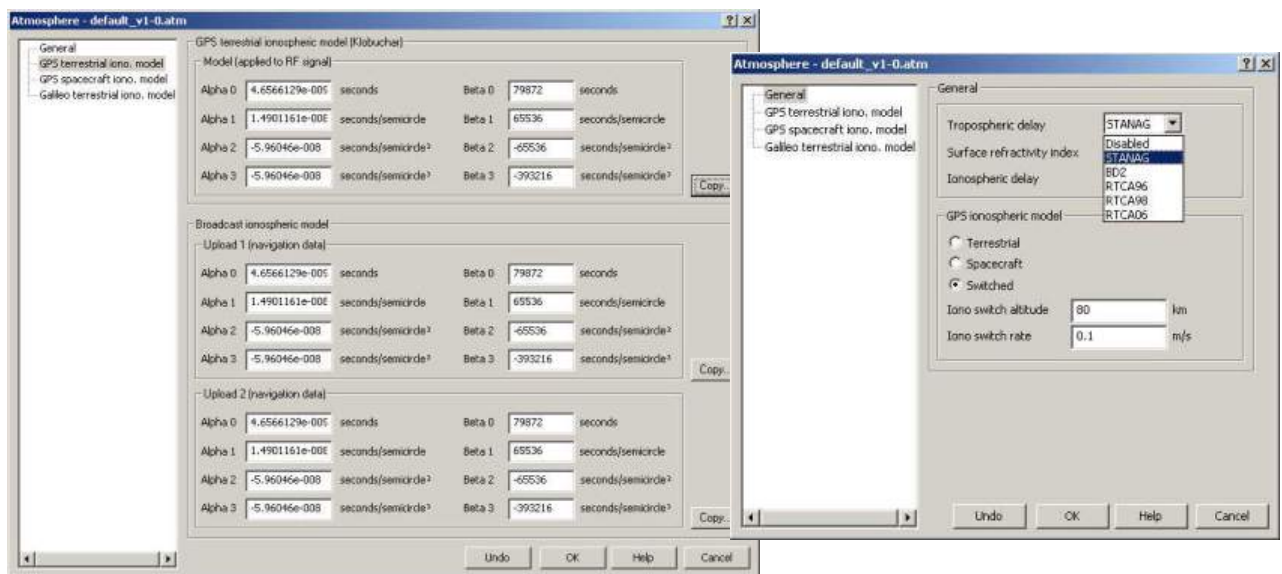 Atmosphere - default_v1-0.atm
General
GPS terrestrial iono. model
GPS spacecraft iono. model
Galileo terrestrial iono. model
GPS terrestrial ionospheric model (Klobuchar)
Model (applied to RF signal)
Alpha 0 4.6566129e-009 seconds Beta 0 79872 seconds
Alpha 1 1.4901161e-008 seconds/semicircle Beta 1 65536 seconds/semicircle
Alpha 2 -5.96046e-008 seconds/semicircle² Beta 2 -65536 seconds/semicircle²
Alpha 3 -5.96046e-008 seconds/semicircle³ Beta 3 -393216 seconds/semicircle³
Copy...
Broadcast ionospheric model
Upload 1 (navigation data)
Alpha 0 4.6566129e-009 seconds Beta 0 79872 seconds
Alpha 1 1.4901161e-008 seconds/semicircle Beta 1 65536 seconds/semicircle
Alpha 2 -5.96046e-008 seconds/semicircle² Beta 2 -65536 seconds/semicircle²
Alpha 3 -5.96046e-008 seconds/semicircle³ Beta 3 -393216 seconds/semicircle³
Copy...
Upload 2 (navigation data)
Alpha 0 4.6566129e-009 seconds Beta 0 79872 seconds
Alpha 1 1.4901161e-008 seconds/semicircle Beta 1 65536 seconds/semicircle
Alpha 2 -5.96046e-008 seconds/semicircle² Beta 2 -65536 seconds/semicircle²
Alpha 3 -5.96046e-008 seconds/semicircle³ Beta 3 -393216 seconds/semicircle³
Copy...
Undo OK Help Cancel
Atmosphere - default_v1-0.atm
General
GPS terrestrial iono. model
GPS spacecraft iono. model
Galileo terrestrial iono. model
General
Tropospheric delay STANAG
Surface refractivity index
Ionospheric delay
Disabled
STANAG
BD2
RTCA96
RTCA98
RTCA06
GPS ionospheric model
Terrestrial
Spacecraft
Switched
Iono switch altitude 80 km
Iono switch rate 0.1 m/s
Undo OK Help Cancel